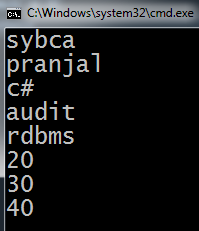 C:\Windows\system32\cmd.exe
sybca
pranjal
c#
audit
rdbms
20
30
40